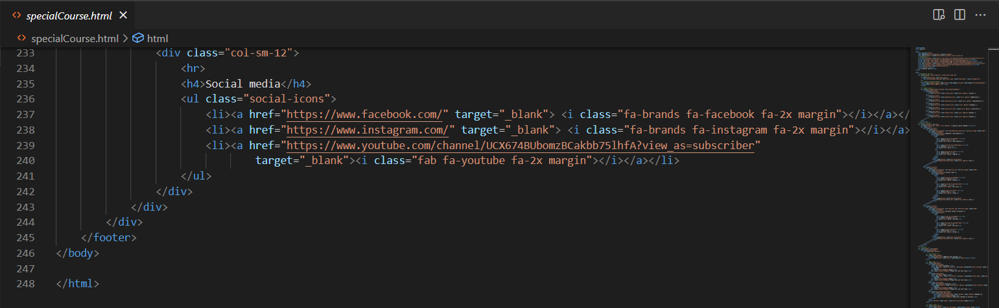 specialCourse.html
specialCourse.html > html
233 <div class="col-sm-12">
234 <hr>
235 <h4>Social media</h4>
236 <ul class="social-icons">
237 <li><a href="https://www.facebook.com/" target="_blank"> <i class="fa-brands fa-facebook fa-2x margin"></i></a></
238 <li><a href="https://www.instagram.com/" target="_blank"> <i class="fa-brands fa-instagram fa-2x margin"></i></a>
239 <li><a href="https://www.youtube.com/channel/UCX674BUbomzBCakbb75lhfA?view_as=subscriber"
240 target="_blank"><i class="fab fa-youtube fa-2x margin"></i></a></li>
241 </ul>
242 </div>
243 </div>
244 </div>
245 </footer>
246 </body>
247
248 </html>